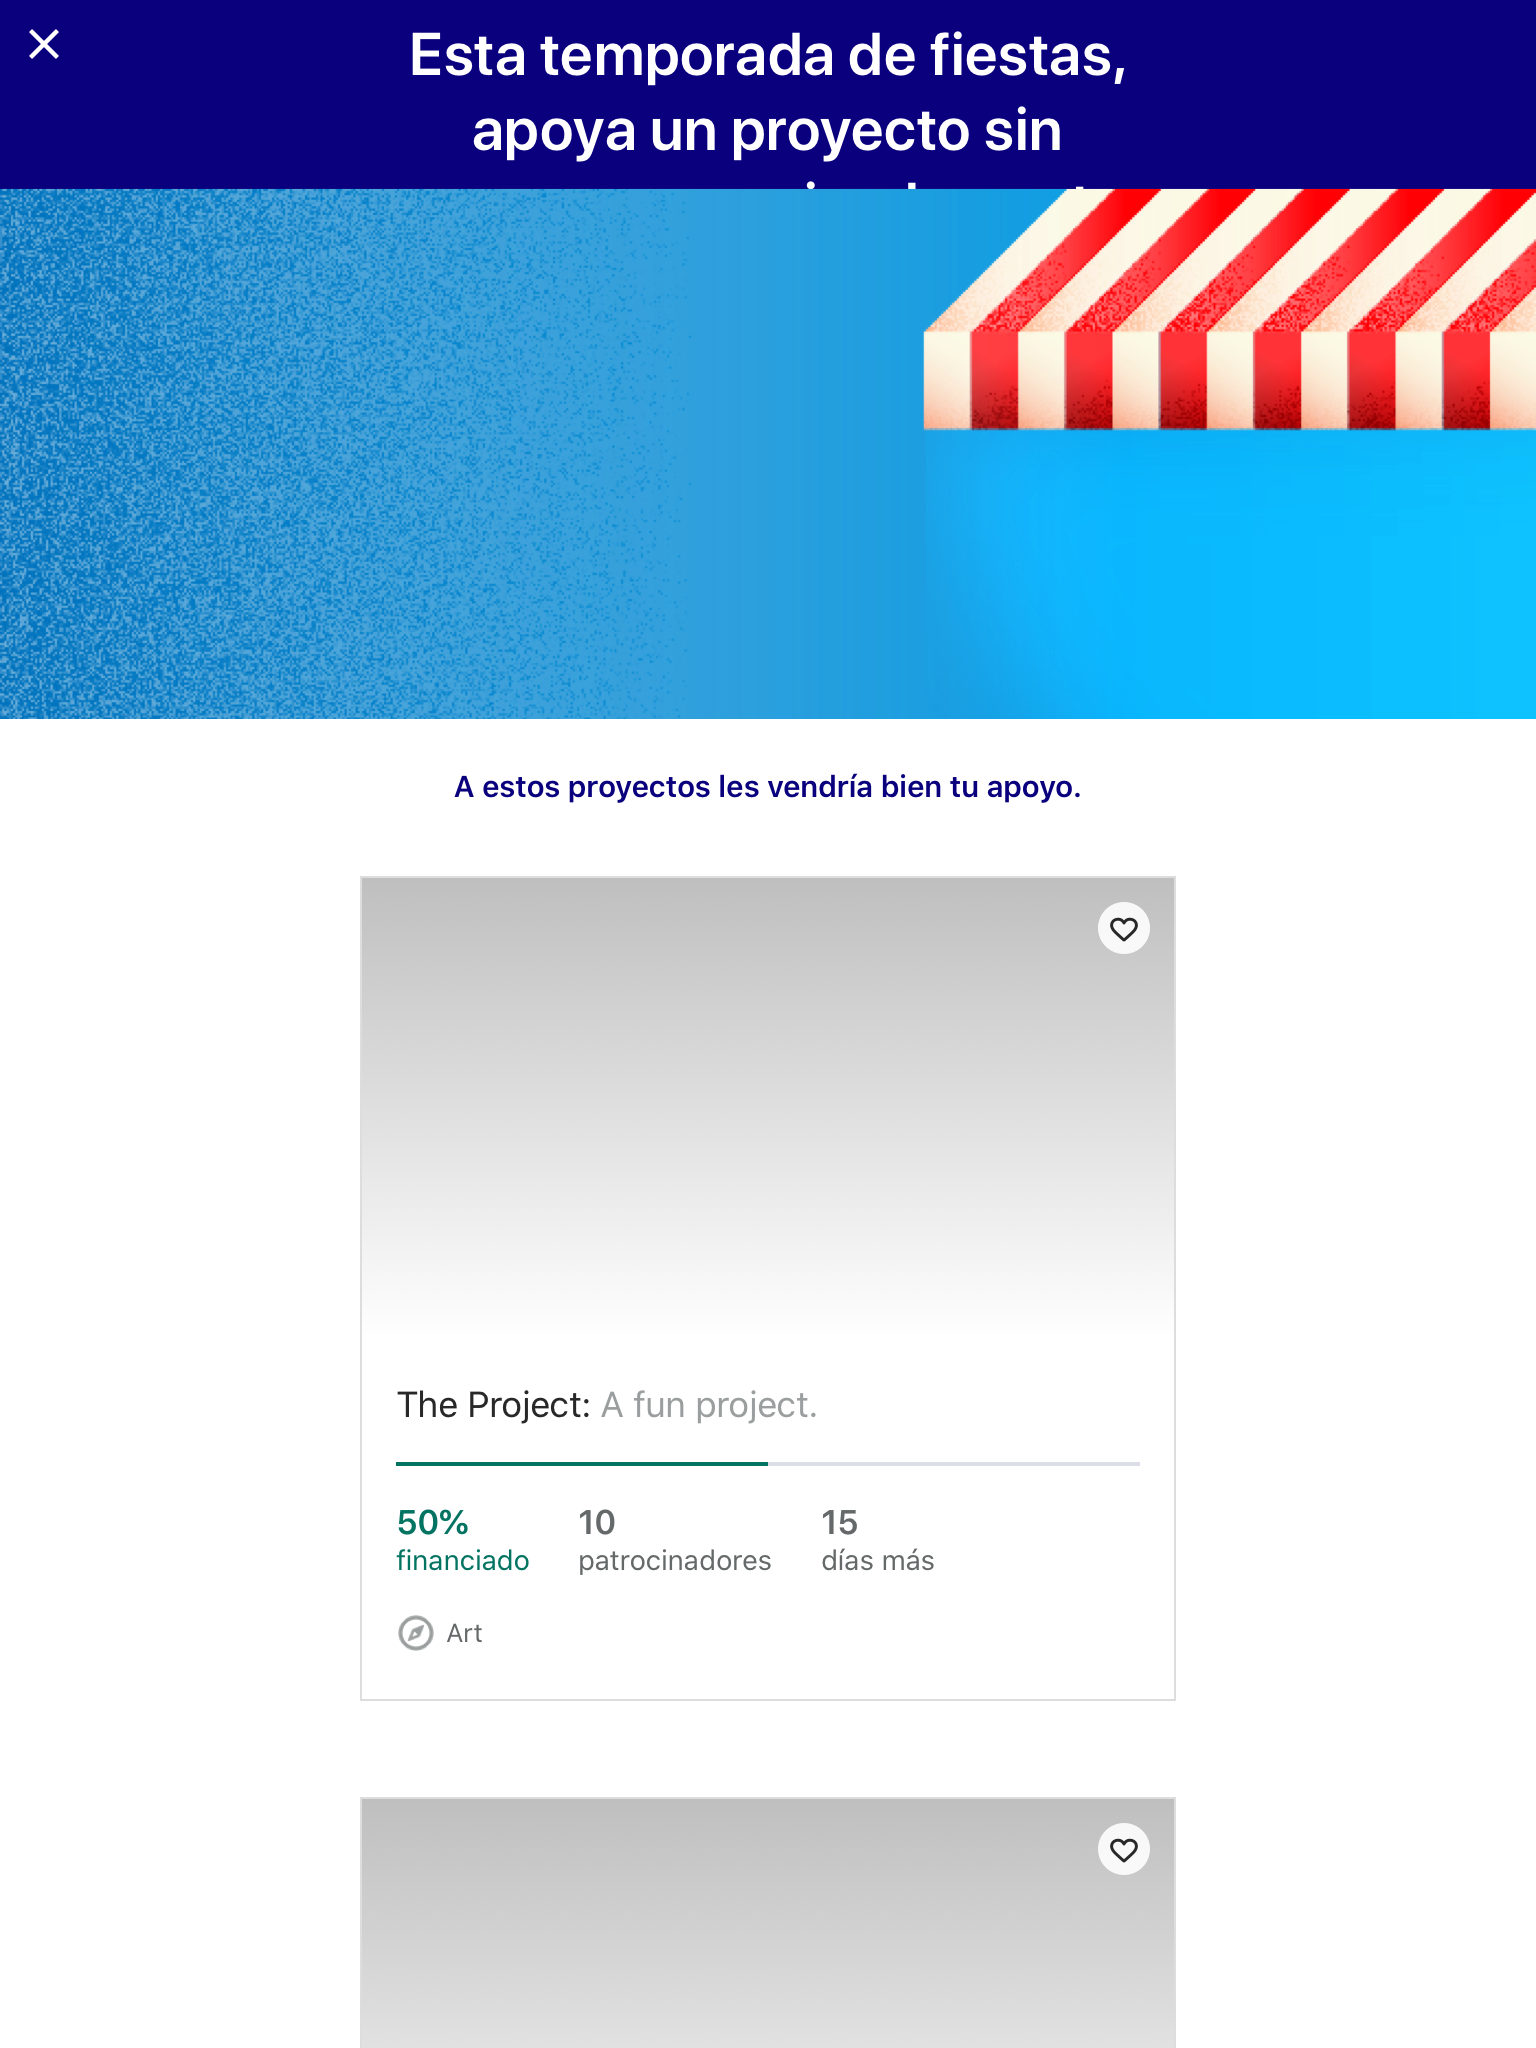 Esta temporada de fiestas,
apoya un proyecto sin
A estos proyectos les vendría bien tu apoyo.
The Project: A fun project.
50%
financiado
10
patrocinadores
15
días más
Art